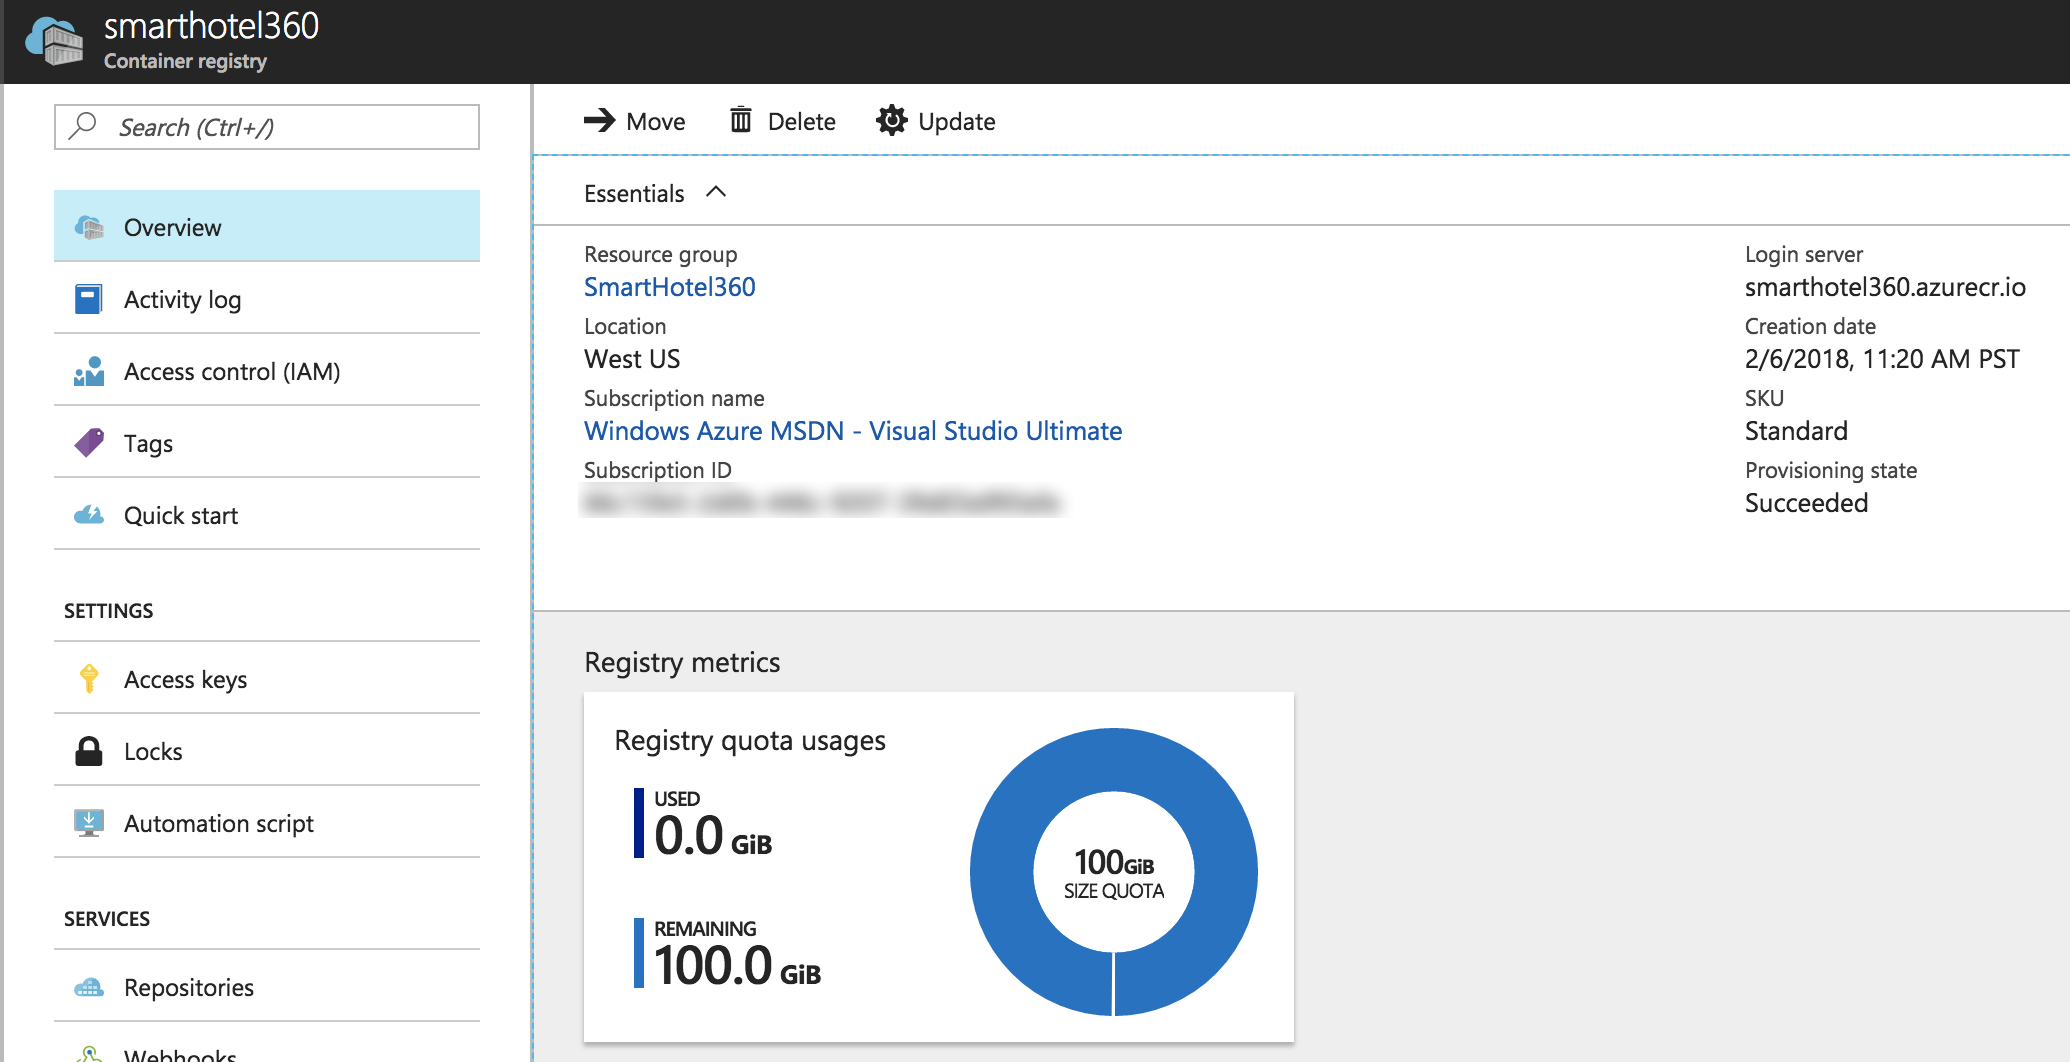 smarthotel360
Container registry
Search (Ctrl+/)
Overview
Activity log
Access control (IAM)
Tags
Quick start
SETTINGS
Access keys
Locks
Automation script
SERVICES
Repositories
Webhooks
Move
Delete
Update
Essentials
Resource group
SmartHotel360
Location
West US
Subscription name
Windows Azure MSDN - Visual Studio Ultimate
Subscription ID
Login server
smarthotel360.azurecr.io
Creation date
2/6/2018, 11:20 AM PST
SKU
Standard
Provisioning state
Succeeded
Registry metrics
Registry quota usages
USED
0.0 GiB
REMAINING
100.0 GiB
100GiB
SIZE QUOTA